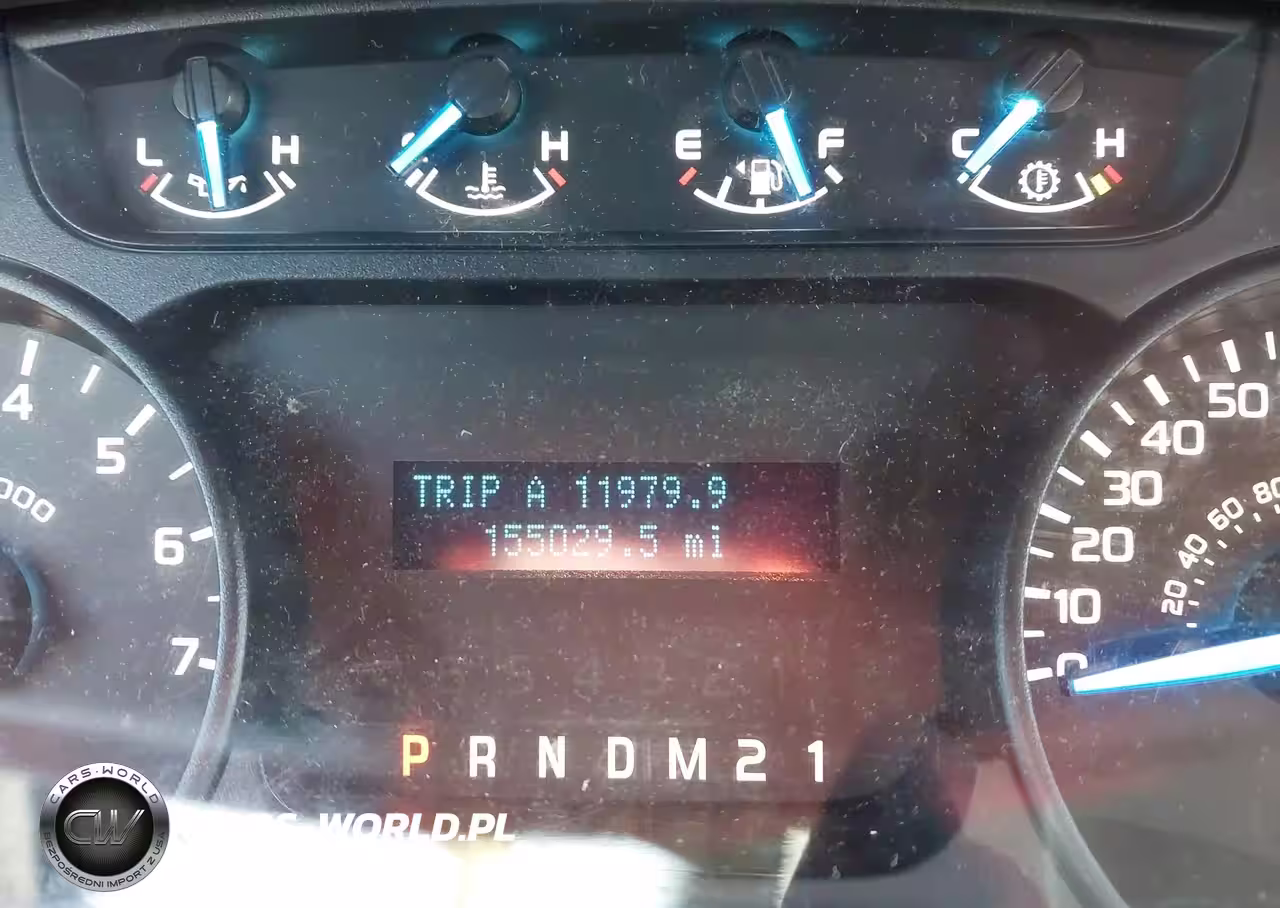 L H
H
E F
C H
4
5
6
7
000
TRIP A 11979.9
155029.5 mi
P R N D M 2 1
50
40
30
20
10
0
80
60
40
20
CARS-WORLD
CW
BEZPOŚREDNI IMPORT Z USA
WORLD.PL